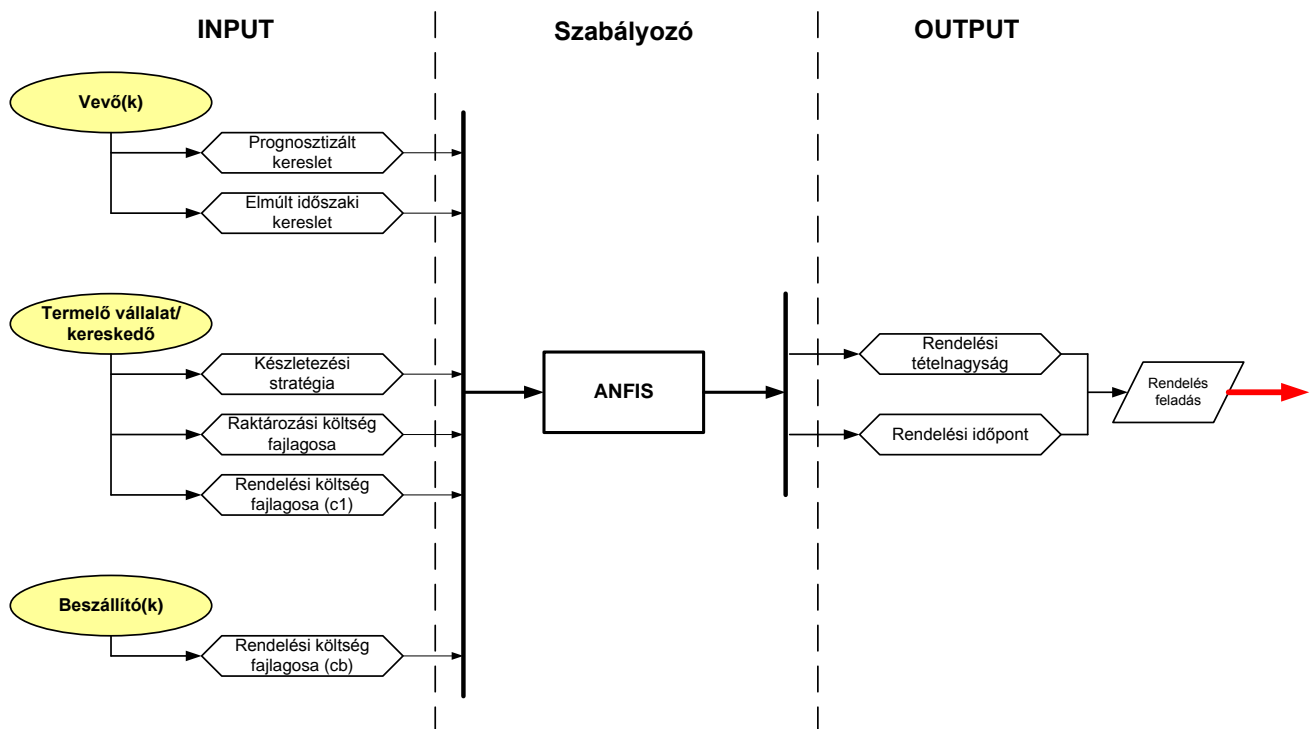 INPUT
Szabályozó
OUTPUT
Vevő(k)
Prognosztizált
kereslet
Elmúlt időszaki
kereslet
Termelő vállalat/
kereskedő
Készletezési
stratégia
Raktározási költség
fajlagosa
Rendelési költség
fajlagosa (c1)
Beszállító(k)
Rendelési költség
fajlagosa (cb)
ANFIS
Rendelési
tételnagyság
Rendelési időpont
Rendelés
feladás